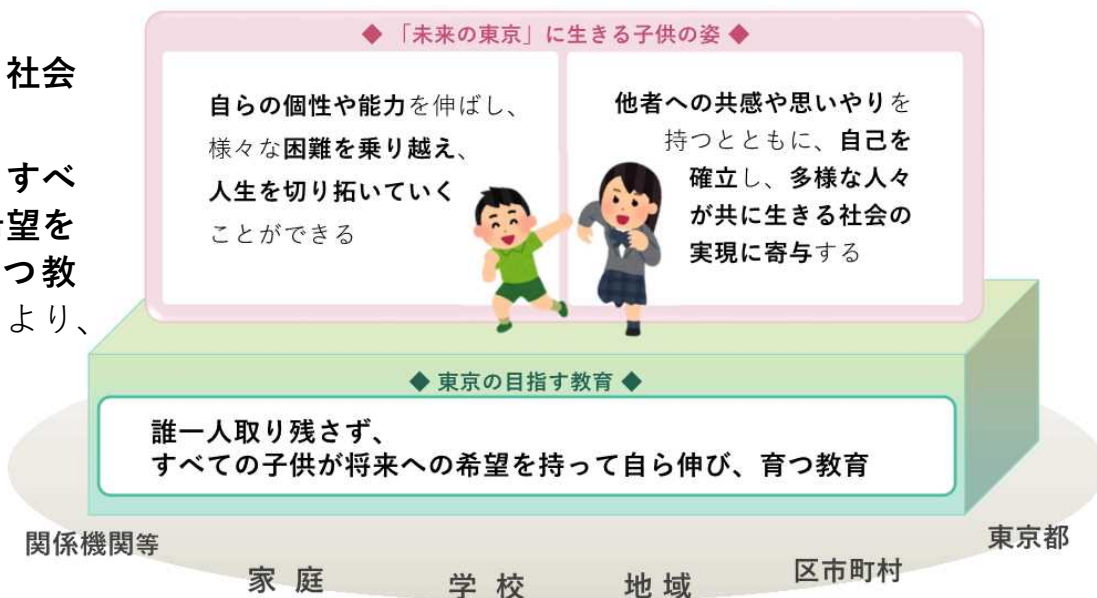 社会
すべ
望を
つ教
より、
◆ 「未来の東京」に生きる子供の姿 ◆
自らの個性や能力を伸ばし、
様々な困難を乗り越え、
人生を切り拓いていく
ことができる
他者への共感や思いやりを
持つとともに、自己を
確立し、多様な人々
が共に生きる社会の
実現に寄与する
◆ 東京の目指す教育 ◆
誰一人取り残さず、
すべての子供が将来への希望を持って自ら伸び、育つ教育
関係機関等
家 庭
学 校
地 域
区市町村
東京都